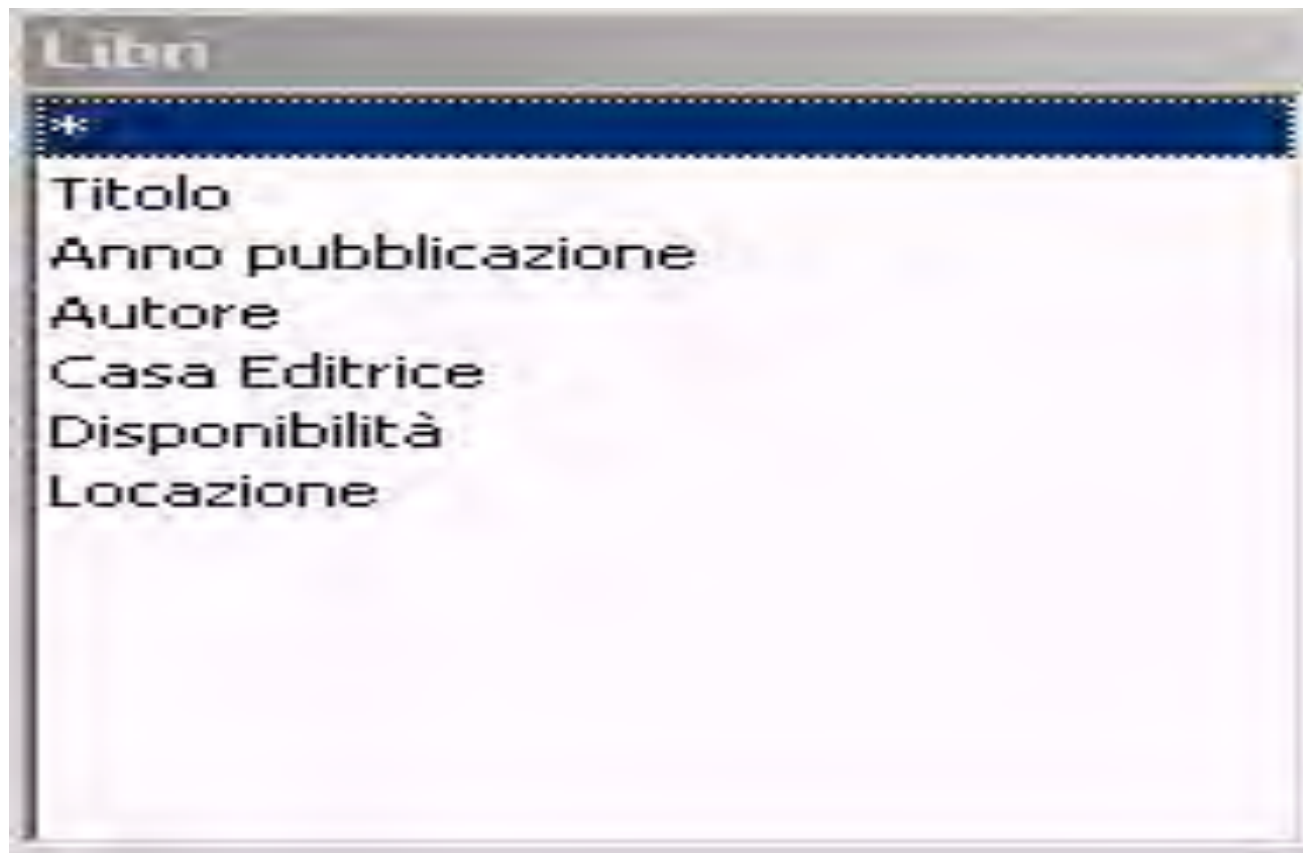 Libri
*
Titolo
Anno pubblicazione
Autore
Casa Editrice
Disponibilità
Locazione